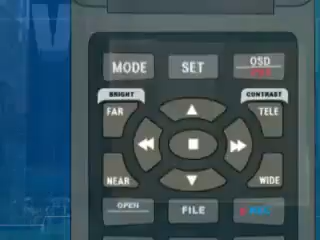 MODE SET OSD
BRIGHT CONTRAST
FAR TELE
NEAR WIDE
OPEN FILE